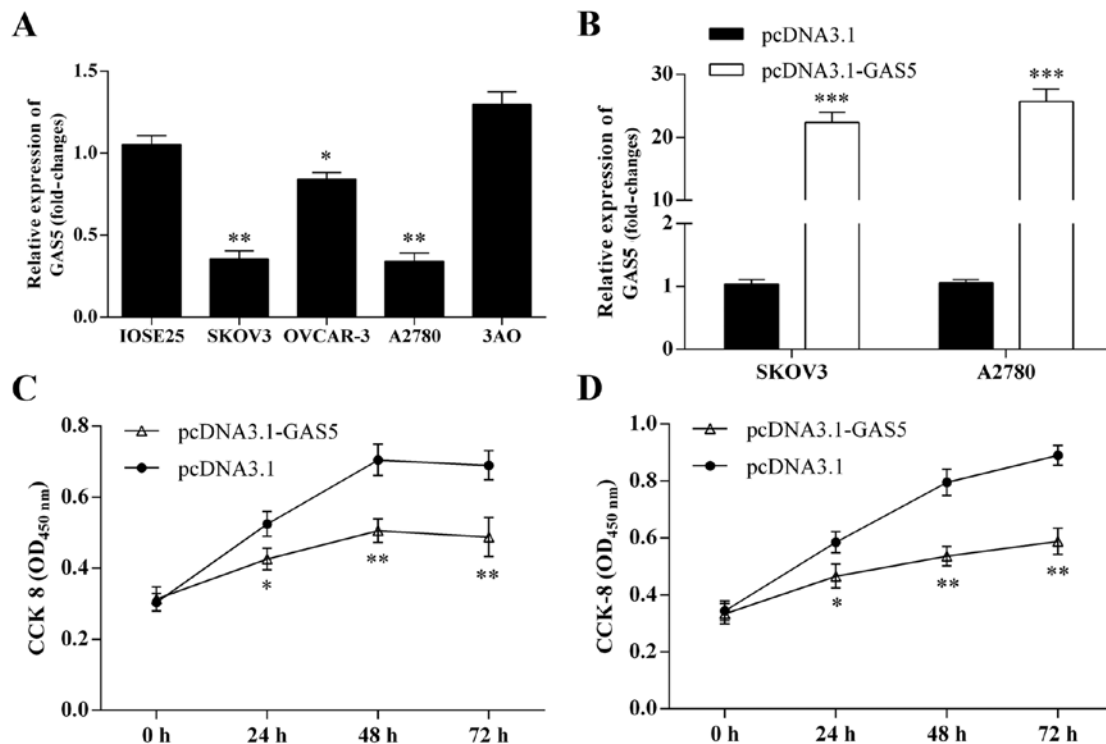 A
Relative expression of
GAS5 (fold-changes)
1.5
1.0
0.5
0.0
**
*
**
IOSE25 SKOV3 OVCAR-3 A2780 3AO
B
pcDNA3.1
pcDNA3.1-GAS5
Relative expression of
GAS5 (fold-changes)
30
20
10
2
1
0
***
***
SKOV3 A2780
C
pcDNA3.1-GAS5
pcDNA3.1
CCK 8 (OD450 nm)
0.8
0.6
0.4
0.2
0.0
*
**
**
0 h 24 h 48 h 72 h
D
pcDNA3.1-GAS5
pcDNA3.1
CCK-8 (OD450 nm)
1.0
0.8
0.6
0.4
0.2
0.0
*
**
**
0 h 24 h 48 h 72 h